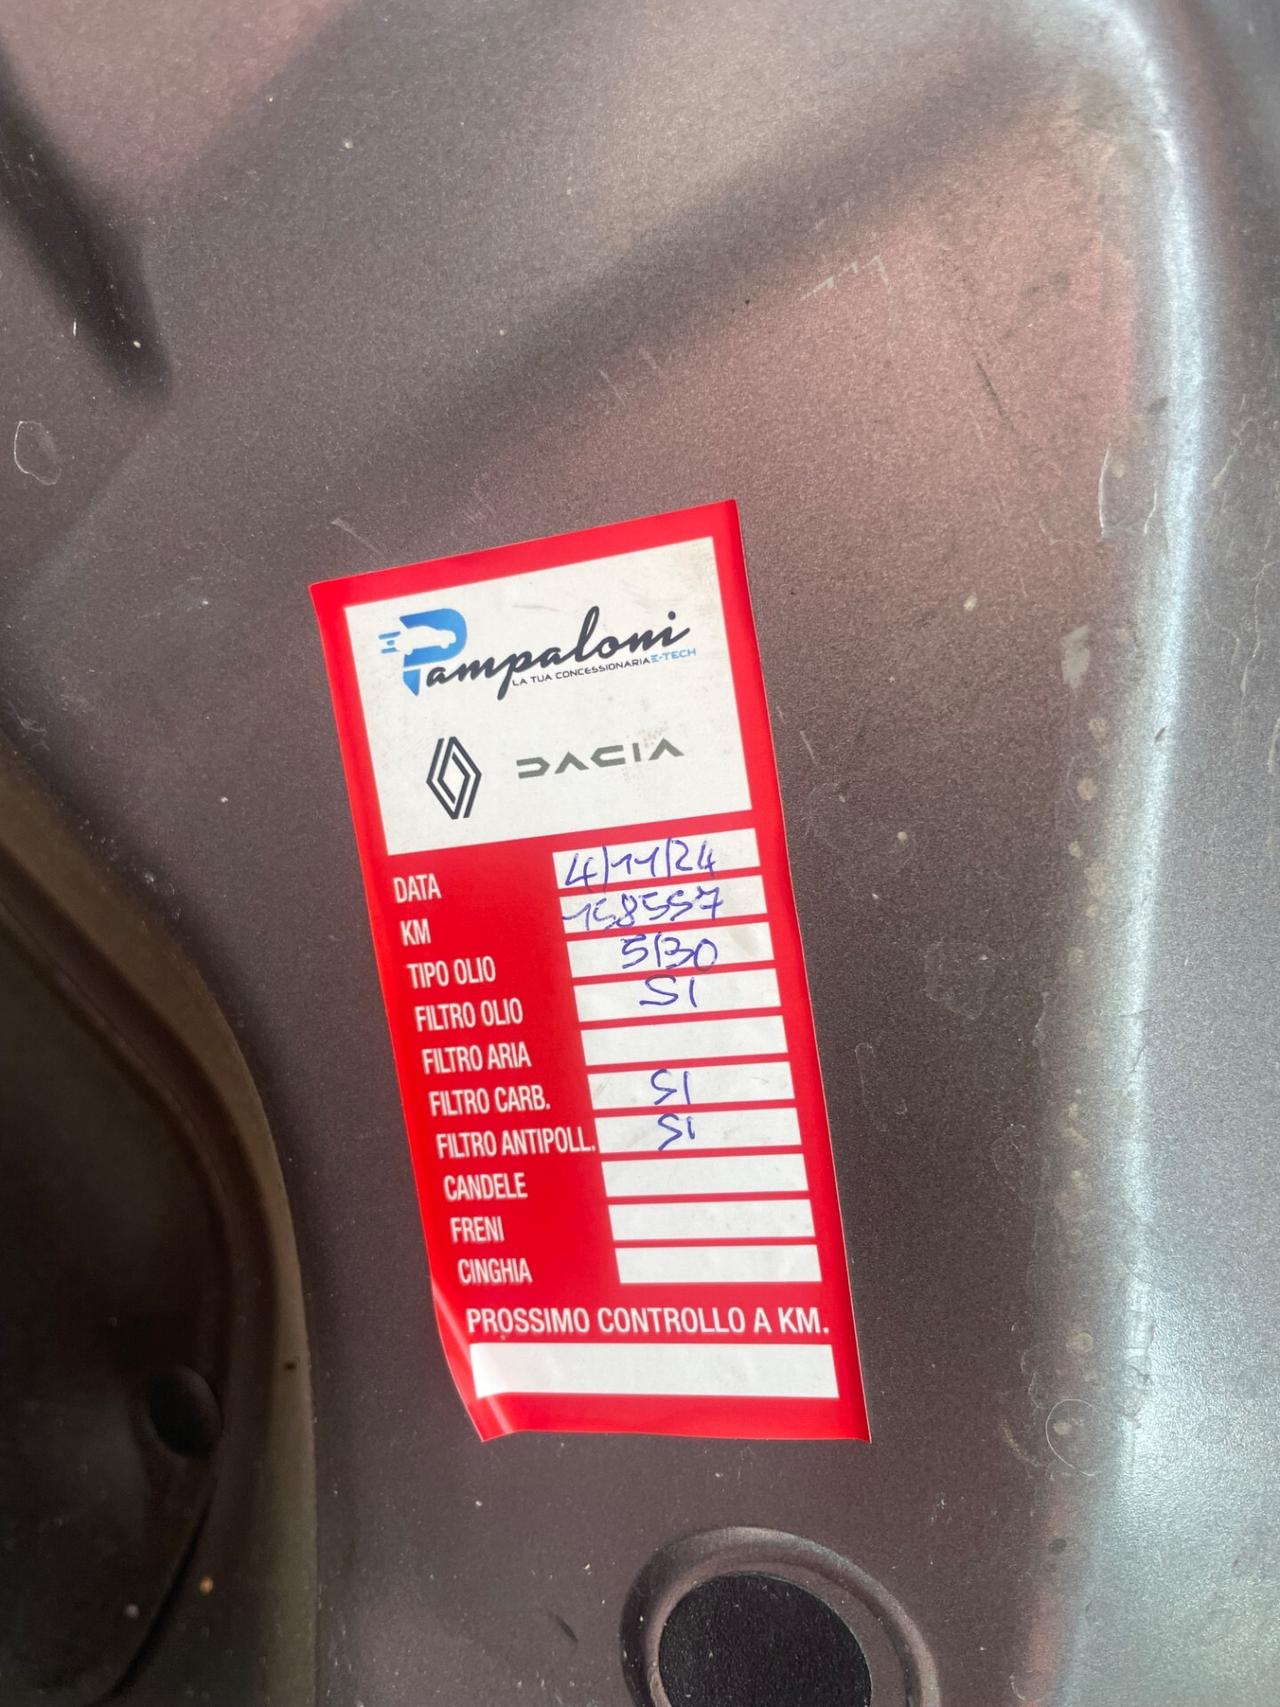 Pampaloni
LA TUA CONCESSIONARIA E-TECH
DACIA
DATA 4/11/24
KM 158557
TIPO OLIO 5/30
FILTRO OLIO SI
FILTRO ARIA
FILTRO CARB. SI
FILTRO ANTIPOLL. SI
CANDELE
FRENI
CINGHIA
PROSSIMO CONTROLLO A KM.